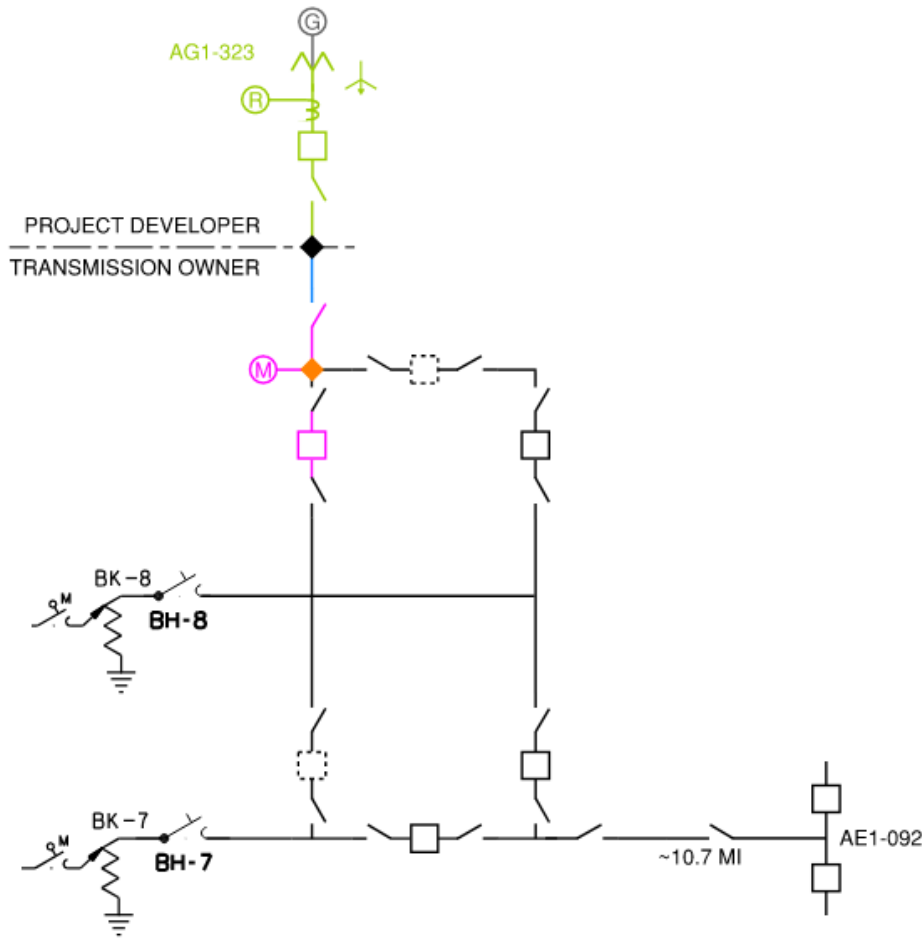 G
AG1-323
R
PROJECT DEVELOPER
TRANSMISSION OWNER
M
BK-8
M
BH-8
BK-7
M
BH-7
~10.7 MI
AE1-092